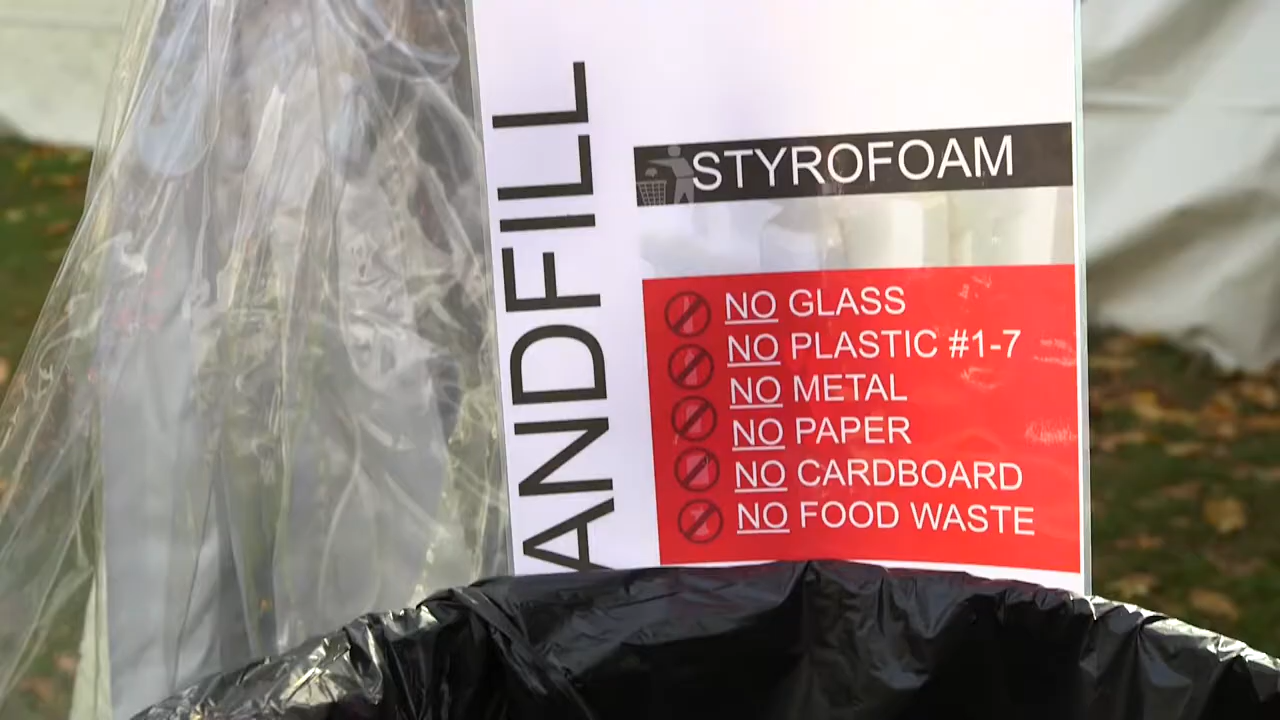 ANDFILL
STYROFOAM
NO GLASS
NO PLASTIC #1-7
NO METAL
NO PAPER
NO CARDBOARD
NO FOOD WASTE